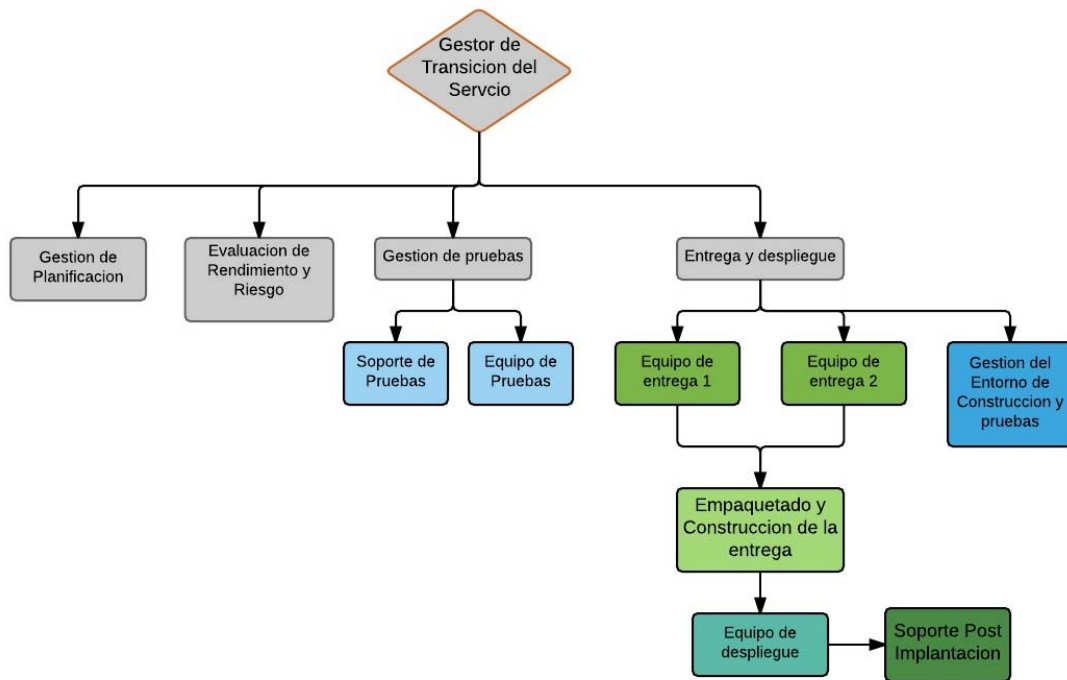 Gestor de
Transicion del
Servcio
Gestion de
Planificacion
Evaluacion de
Rendimiento y
Riesgo
Gestion de pruebas
Entrega y despliegue
Soporte de
Pruebas
Equipo de
Pruebas
Equipo de
entrega 1
Equipo de
entrega 2
Gestion del
Entorno de
Construccion y
pruebas
Empaquetado y
Construccion de la
entrega
Equipo de
despliegue
Soporte Post
Implantacion